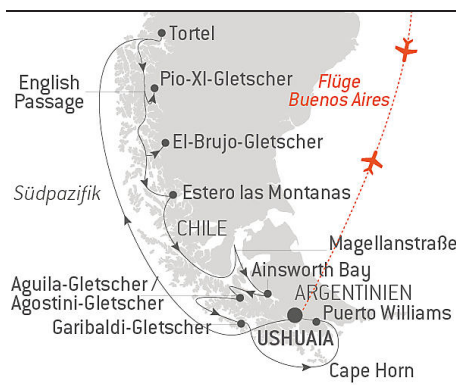 Tortel
English
Passage
Pio-XI-Gletscher
Flüge
Buenos Aires
El-Brujo-Gletscher
Südpazifik
Estero las Montanas
CHILE
Magellanstraße
Ainsworth Bay
Aguila-Gletscher /
Agostini-Gletscher
ARGENTINIEN
Garibaldi-Gletscher
Puerto Williams
USHUAIA
Cape Horn